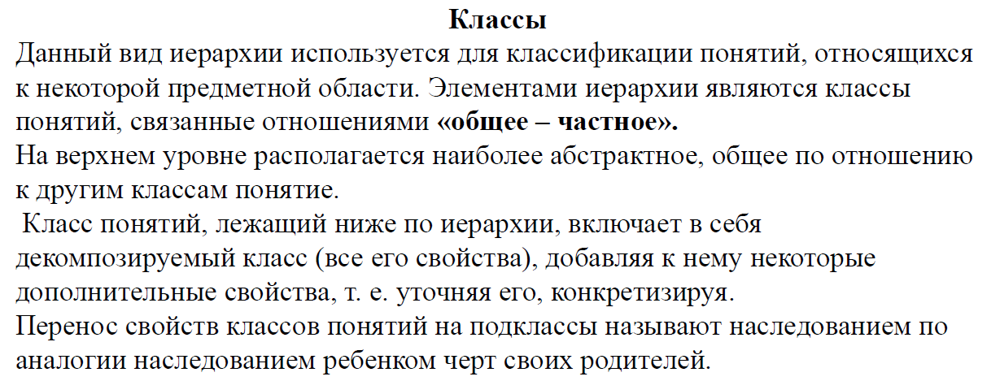 Классы
Данный вид иерархии используется для классификации понятий, относящихся
к некоторой предметной области. Элементами иерархии являются классы
понятий, связанные отношениями «общее – частное».
На верхнем уровне располагается наиболее абстрактное, общее по отношению
к другим классам понятие.
Класс понятий, лежащий ниже по иерархии, включает в себя
декомпозируемый класс (все его свойства), добавляя к нему некоторые
дополнительные свойства, т. е. уточняя его, конкретизируя.
Перенос свойств классов понятий на подклассы называют наследованием по
аналогии наследованием ребенком черт своих родителей.